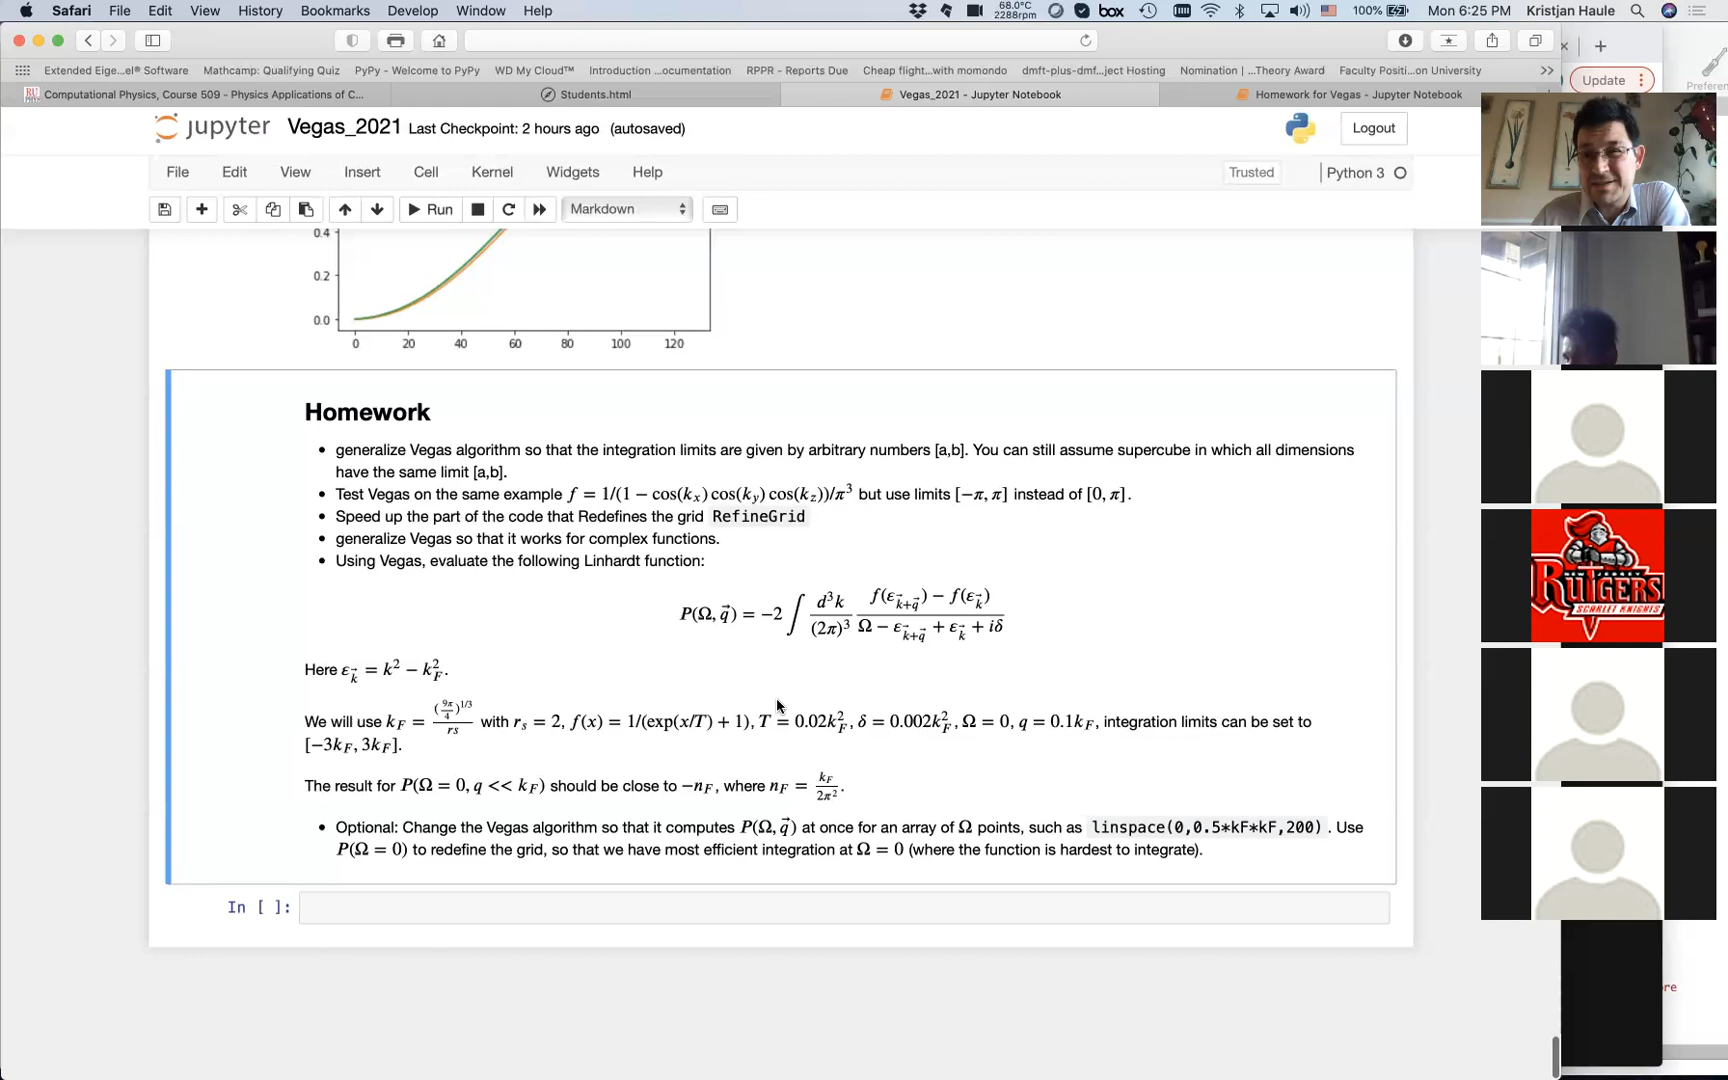 Safari File Edit View History Bookmarks Develop Window Help 68.0°C 2288rpm box 100% Mon 6:25 PM Kristjan Haule
Extended Eige...el® Software Mathcamp: Qualifying Quiz PyPy - Welcome to PyPy WD My Cloud™ Introduction ...ocumentation RPPR - Reports Due Cheap flight...with momondo dmft-plus-dmf...ject Hosting Nomination |...Theory Award Faculty Positi...on University >> Update Preferen
Computational Physics, Course 509 - Physics Applications of C... Students.html Vegas_2021 - Jupyter Notebook Homework for Vegas - Jupyter Notebook
jupyter Vegas_2021 Last Checkpoint: 2 hours ago (autosaved) Logout
File Edit View Insert Cell Kernel Widgets Help Trusted Python 3
Run Markdown
0.4
0.2
0.0
0 20 40 60 80 100 120
Homework
• generalize Vegas algorithm so that the integration limits are given by arbitrary numbers [a,b]. You can still assume supercube in which all dimensions
have the same limit [a,b].
• Test Vegas on the same example f = 1/(1 − cos(k_x) cos(k_y) cos(k_z))/π³ but use limits [−π, π] instead of [0, π].
• Speed up the part of the code that Redefines the grid RefineGrid
• generalize Vegas so that it works for complex functions.
• Using Vegas, evaluate the following Linhardt function:
P(Ω, q⃗) = −2 ∫ d³k/(2π)³ (f(ε_{k⃗+q⃗}) − f(ε_{k⃗}))/(Ω − ε_{k⃗+q⃗} + ε_{k⃗} + iδ)
Here ε_{k⃗} = k² − k_F².
We will use k_F = (9π/4)^{1/3}/rs with r_s = 2, f(x) = 1/(exp(x/T) + 1), T = 0.02k_F², δ = 0.002k_F², Ω = 0, q = 0.1k_F, integration limits can be set to
[−3k_F, 3k_F].
The result for P(Ω = 0, q << k_F) should be close to −n_F, where n_F = k_F/2π².
• Optional: Change the Vegas algorithm so that it computes P(Ω, q⃗) at once for an array of Ω points, such as linspace(0,0.5*kF*kF,200) . Use
P(Ω = 0) to redefine the grid, so that we have most efficient integration at Ω = 0 (where the function is hardest to integrate).
In [ ]:
RUTGERS
SCARLET KNIGHTS